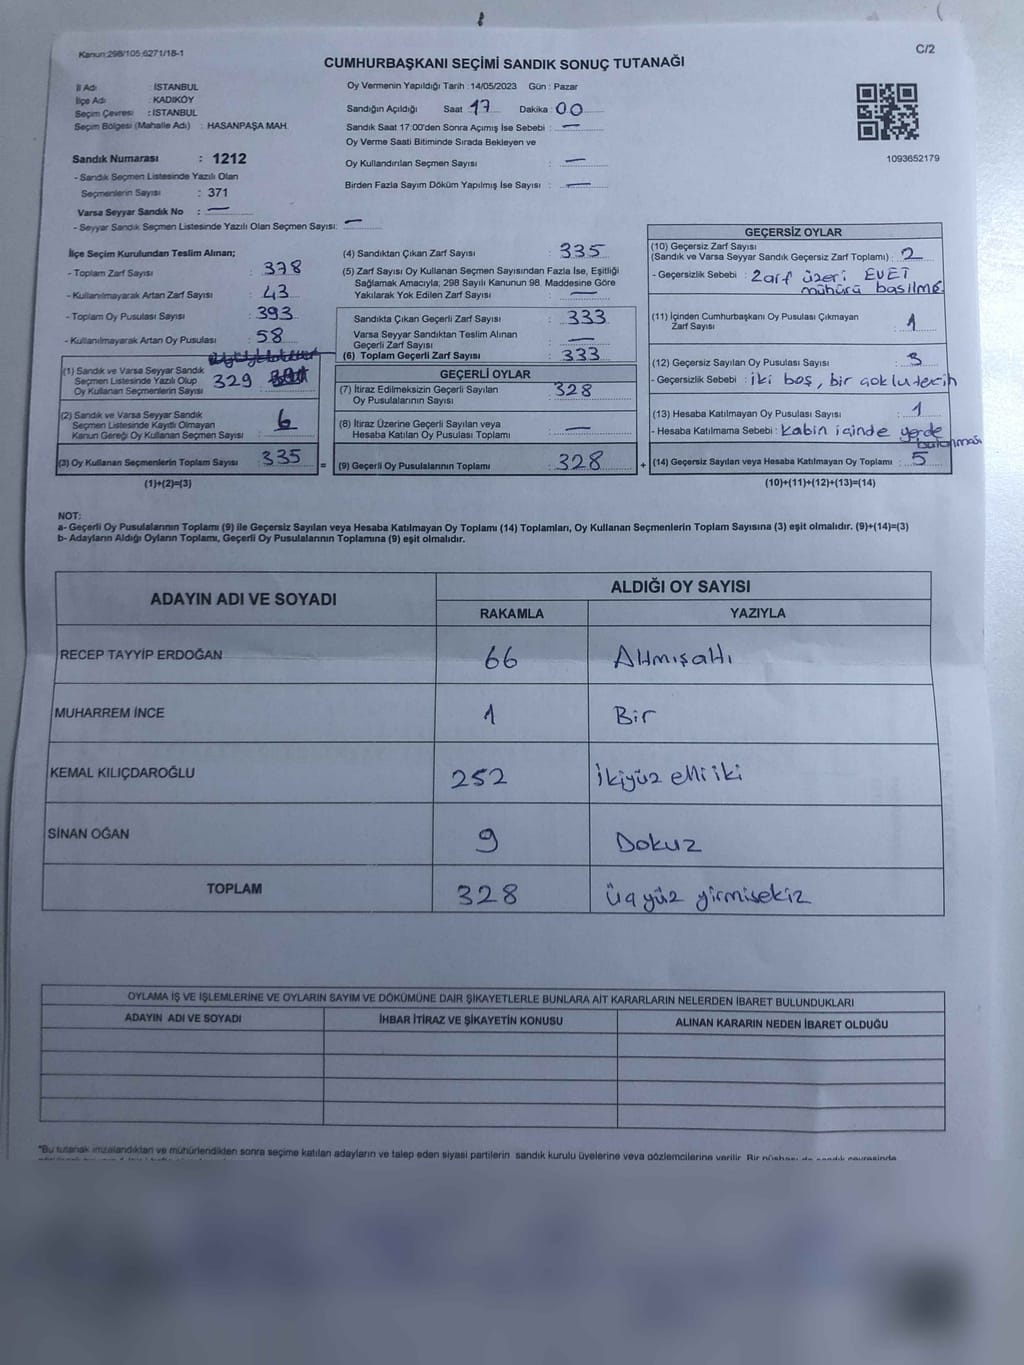 Kanun:298/105 6271/18-1
C/2
CUMHURBAŞKANI SEÇİMİ SANDIK SONUÇ TUTANAĞI
İl Adı : İSTANBUL
İlçe Adı : KADIKÖY
Seçim Çevresi : İSTANBUL
Seçim Bölgesi (Mahalle Adı) : HASANPAŞA MAH.
Sandık Numarası : 1212
- Sandık Seçmen Listesinde Yazılı Olan
Seçmenlerin Sayısı : 371
Varsa Seyyar Sandık No : —
- Seyyar Sandık Seçmen Listesinde Yazılı Olan Seçmen Sayısı: —
Oy Vermenin Yapıldığı Tarih : 14/05/2023 Gün : Pazar
Sandığın Açıldığı Saat 17 Dakika : 00
Sandık Saat 17:00'den Sonra Açımış İse Sebebi : —
Oy Verme Saati Bitiminde Sırada Bekleyen ve
Oy Kullandırılan Seçmen Sayısı : —
Birden Fazla Sayım Döküm Yapılmış İse Sayısı : —
1093652179
İlçe Seçim Kurulundan Teslim Alınan;
- Toplam Zarf Sayısı : 378
- Kullanılmayarak Artan Zarf Sayısı : 43
- Toplam Oy Pusulası Sayısı : 393
- Kullanılmayarak Artan Oy Pusulası : 58
(1) Sandık ve Varsa Seyyar Sandık
Seçmen Listesinde Yazılı Olup
Oy Kullanan Seçmenlerin Sayısı : 329
(2) Sandık ve Varsa Seyyar Sandık
Seçmen Listesinde Kayıtlı Olmayan
Kanun Gereği Oy Kullanan Seçmen Sayısı : 6
(3) Oy Kullanan Seçmenlerin Toplam Sayısı : 335
(1)+(2)=(3)
=
(4) Sandıktan Çıkan Zarf Sayısı : 335
(5) Zarf Sayısı Oy Kullanan Seçmen Sayısından Fazla İse, Eşitliği
Sağlamak Amacıyla, 298 Sayılı Kanunun 98. Maddesine Göre
Yakılarak Yok Edilen Zarf Sayısı : —
Sandıkta Çıkan Geçerli Zarf Sayısı : 333
Varsa Seyyar Sandıktan Teslim Alınan
Geçerli Zarf Sayısı : —
(6) Toplam Geçerli Zarf Sayısı : 333
GEÇERLİ OYLAR
(7) İtiraz Edilmeksizin Geçerli Sayılan
Oy Pusulalarının Sayısı : 328
(8) İtiraz Üzerine Geçerli Sayılan veya
Hesaba Katılan Oy Pusulası Toplamı : —
(9) Geçerli Oy Pusulalarının Toplamı : 328
+
GEÇERSİZ OYLAR
(10) Geçersiz Zarf Sayısı
(Sandık ve Varsa Seyyar Sandık Geçersiz Zarf Toplamı) : 2
- Geçersizlik Sebebi : Zarf üzeri EVET
mühürü basılme
(11) İçinden Cumhurbaşkanı Oy Pusulası Çıkmayan
Zarf Sayısı : 1
(12) Geçersiz Sayılan Oy Pusulası Sayısı : 3
- Geçersizlik Sebebi : iki boş, bir çoklu tercih
(13) Hesaba Katılmayan Oy Pusulası Sayısı : 1
- Hesaba Katılmama Sebebi : kabin içinde yerde
bulunması
(14) Geçersiz Sayılan veya Hesaba Katılmayan Oy Toplamı : 5
(10)+(11)+(12)+(13)=(14)
NOT:
a- Geçerli Oy Pusulalarının Toplamı (9) ile Geçersiz Sayılan veya Hesaba Katılmayan Oy Toplamı (14) Toplamları, Oy Kullanan Seçmenlerin Toplam Sayısına (3) eşit olmalıdır. (9)+(14)=(3)
b- Adayların Aldığı Oyların Toplamı, Geçerli Oy Pusulalarının Toplamına (9) eşit olmalıdır.
ADAYIN ADI VE SOYADI
ALDIĞI OY SAYISI
RAKAMLA YAZIYLA
RECEP TAYYİP ERDOĞAN 66 Altmışaltı
MUHARREM İNCE 1 Bir
KEMAL KILIÇDAROĞLU 252 İkiyüz elli iki
SİNAN OĞAN 9 Dokuz
TOPLAM 328 Üçyüz yirmisekiz
OYLAMA İŞ VE İŞLEMLERİNE VE OYLARIN SAYIM VE DÖKÜMÜNE DAİR ŞİKAYETLERLE BUNLARA AİT KARARLARIN NELERDEN İBARET BULUNDUKLARI
ADAYIN ADI VE SOYADI İHBAR İTİRAZ VE ŞİKAYETİN KONUSU ALINAN KARARIN NEDEN İBARET OLDUĞU
*Bu tutanak imzalandıktan ve mühürlendikten sonra seçime katılan adayların ve talep eden siyasi partilerin sandık kurulu üyelerine veya gözlemcilerine verilir. Bir nüshası da sandık çevresinde